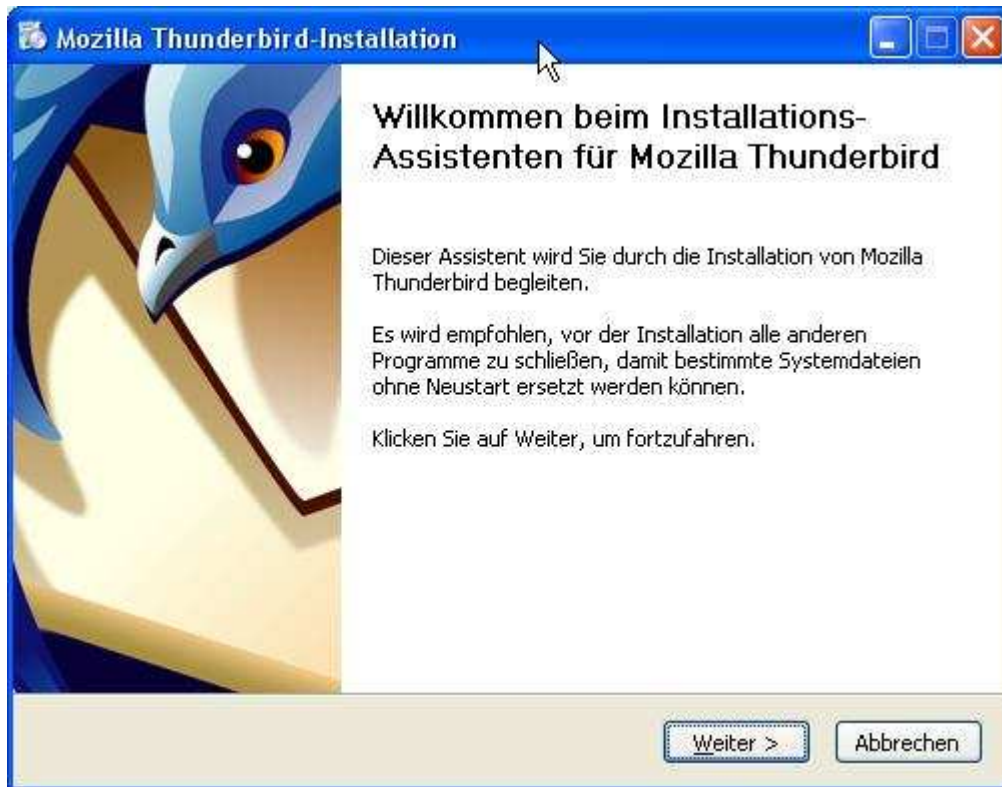 Mozilla Thunderbird-Installation
Willkommen beim Installations-
Assistenten für Mozilla Thunderbird
Dieser Assistent wird Sie durch die Installation von Mozilla
Thunderbird begleiten.
Es wird empfohlen, vor der Installation alle anderen
Programme zu schließen, damit bestimmte Systemdateien
ohne Neustart ersetzt werden können.
Klicken Sie auf Weiter, um fortzufahren.
Weiter >
Abbrechen